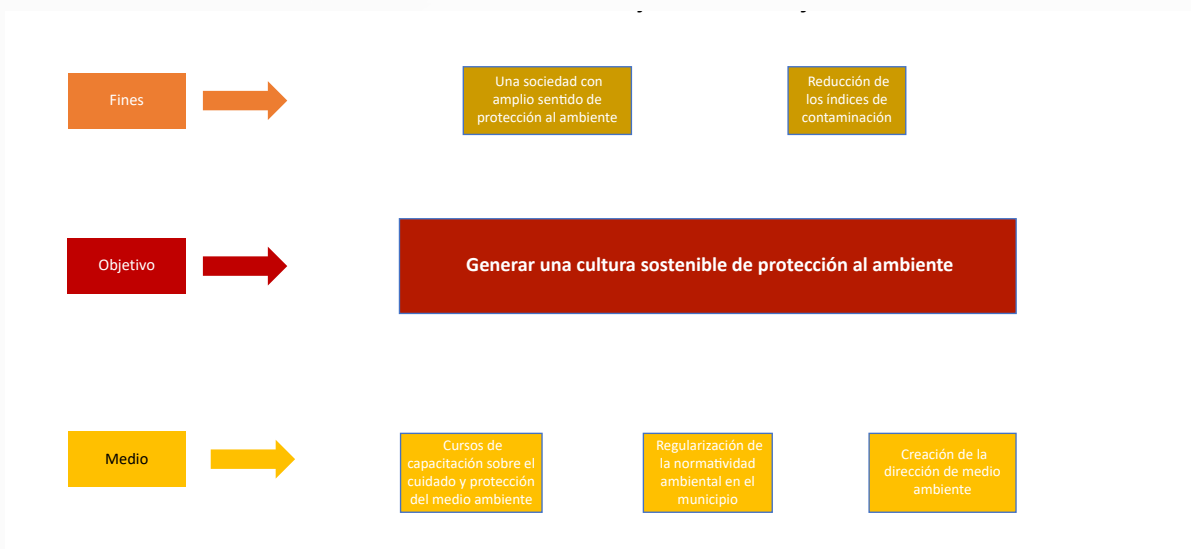 Fines
Una sociedad con
amplio sentido de
protección al ambiente
Reducción de
los índices de
contaminación
Objetivo
Generar una cultura sostenible de protección al ambiente
Medio
Cursos de
capacitación sobre el
cuidado y protección
del medio ambiente
Regularización de
la normatividad
ambiental en el
municipio
Creación de la
dirección de medio
ambiente